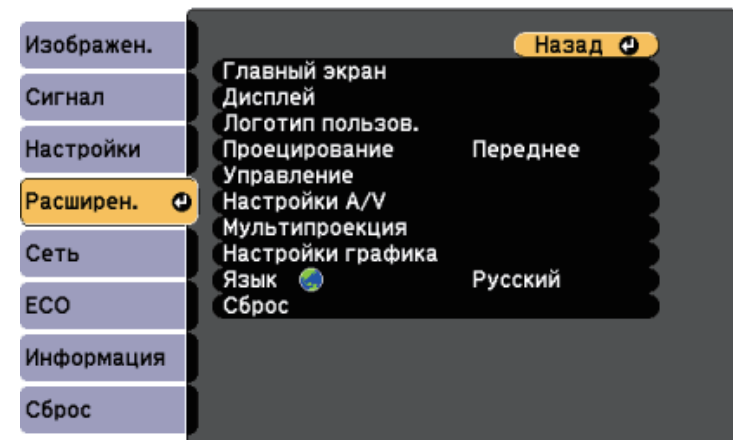 Изображен.
Сигнал
Настройки
Расширен.
Сеть
ECO
Информация
Сброс
Назад
Главный экран
Дисплей
Логотип пользов.
Проецирование Переднее
Управление
Настройки A/V
Мультипроекция
Настройки графика
Язык Русский
Сброс